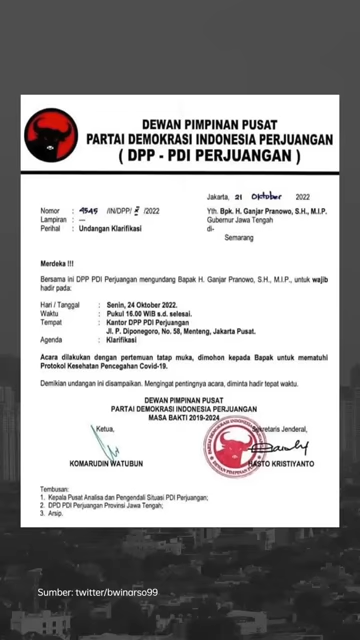 DEWAN PIMPINAN PUSAT
PARTAI DEMOKRASI INDONESIA PERJUANGAN
( DPP - PDI PERJUANGAN )
Jakarta, 21 Oktober 2022
Nomor : 4545 /IN/DPP/ /2022
Lampiran : —
Perihal : Undangan Klarifikasi
Yth. Bpk. H. Ganjar Pranowo, S.H., M.I.P.
Gubernur Jawa Tengah
di-
Semarang
Merdeka !!!
Bersama ini DPP PDI Perjuangan mengundang Bapak H. Ganjar Pranowo, S.H., M.I.P., untuk wajib
hadir pada:
Hari / Tanggal : Senin, 24 Oktober 2022.
Waktu : Pukul 16.00 WIB s.d. selesai.
Tempat : Kantor DPP PDI Perjuangan
Jl. P. Diponegoro, No. 58, Menteng, Jakarta Pusat.
Agenda : Klarifikasi
Acara dilakukan dengan pertemuan tatap muka, dimohon kepada Bapak untuk mematuhi
Protokol Kesehatan Pencegahan Covid-19.
Demikian undangan ini disampaikan. Mengingat pentingnya acara, diminta hadir tepat waktu.
DEWAN PIMPINAN PUSAT
PARTAI DEMOKRASI INDONESIA PERJUANGAN
MASA BAKTI 2019-2024
Ketua,
Sekretaris Jenderal,
KOMARUDIN WATUBUN
HASTO KRISTIYANTO
Tembusan:
1. Kepala Pusat Analisa dan Pengendali Situasi PDI Perjuangan;
2. DPD PDI Perjuangan Provinsi Jawa Tengah;
3. Arsip.
Sumber: twitter/bwinarso99